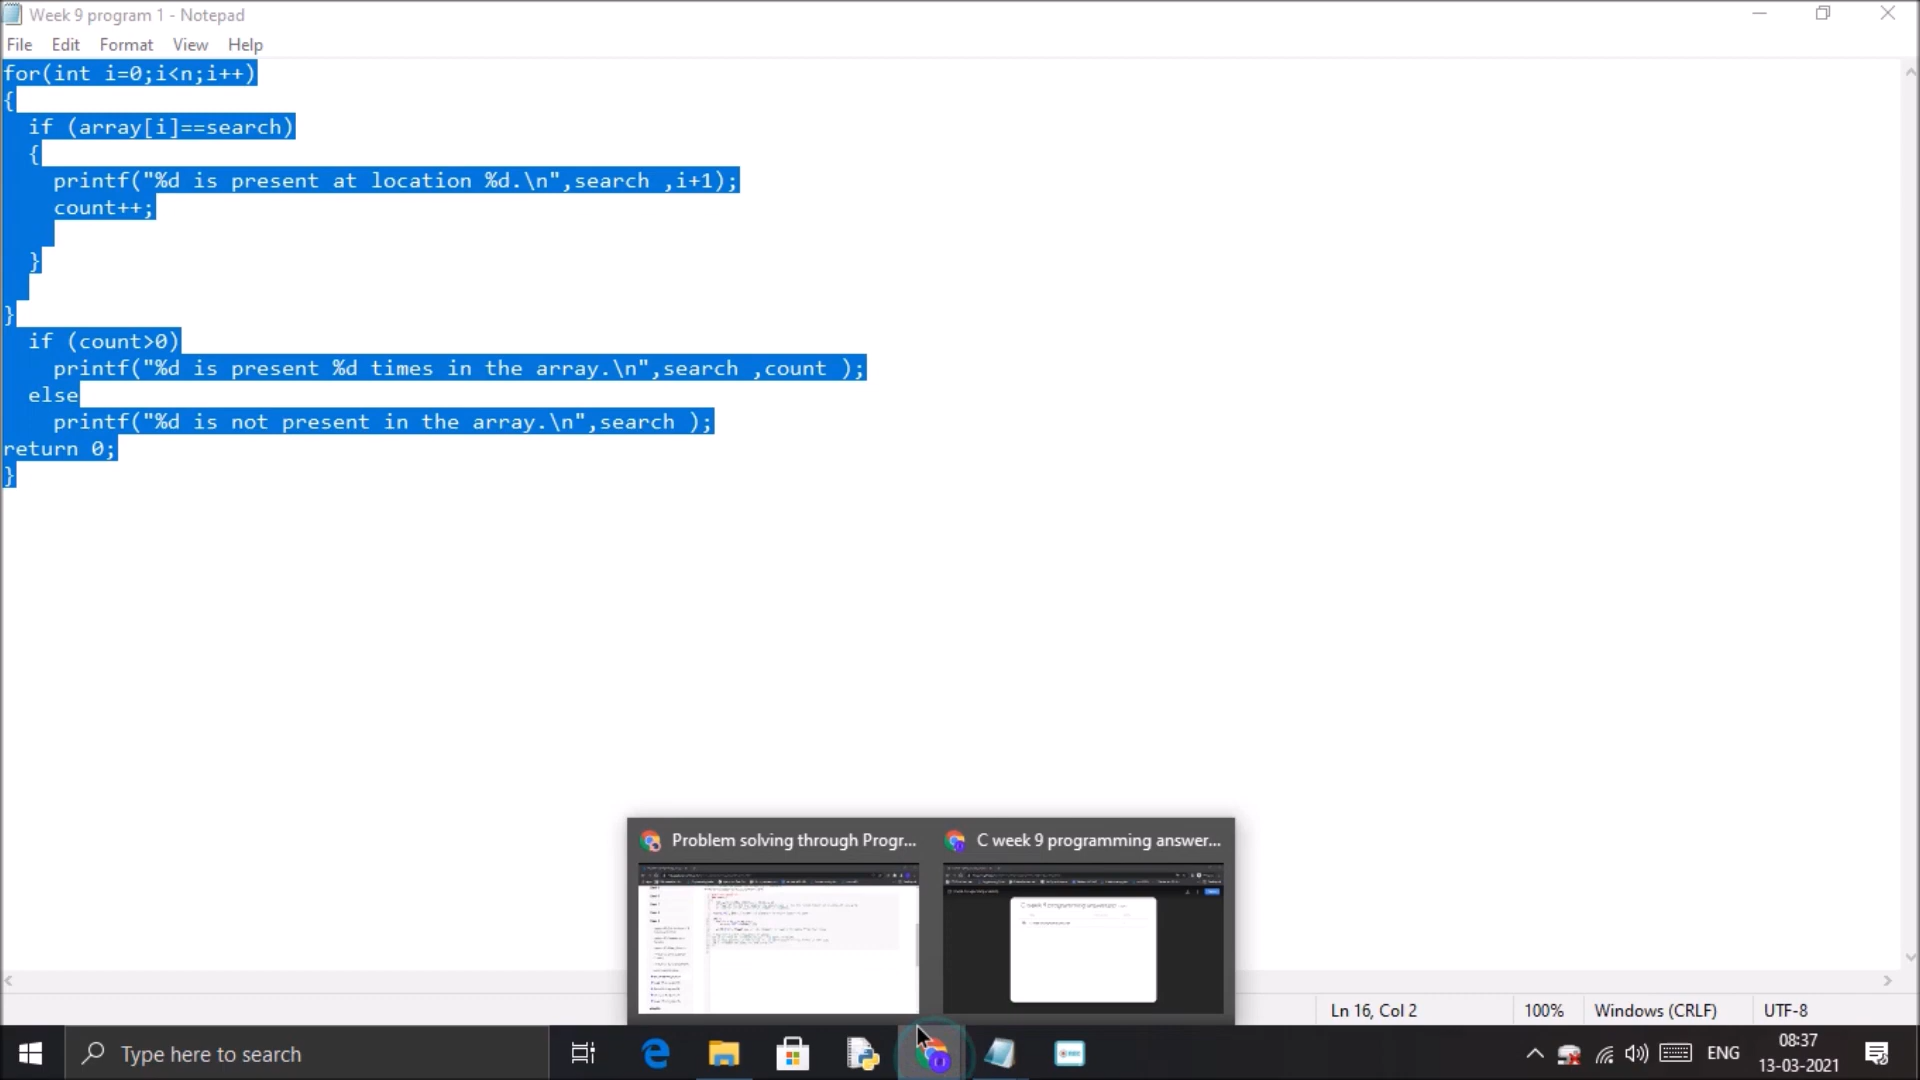 Week 9 program 1 - Notepad
File Edit Format View Help
for(int i=0;i<n;i++)
{
if (array[i]==search)
{
printf("%d is present at location %d.\n",search ,i+1);
count++;
}
}
if (count>0)
printf("%d is present %d times in the array.\n",search ,count );
else
printf("%d is not present in the array.\n",search );
return 0;
}
Problem solving through Progr...
C week 9 programming answer...
Ln 16, Col 2 100% Windows (CRLF) UTF-8
Type here to search
ENG
08:37
13-03-2021